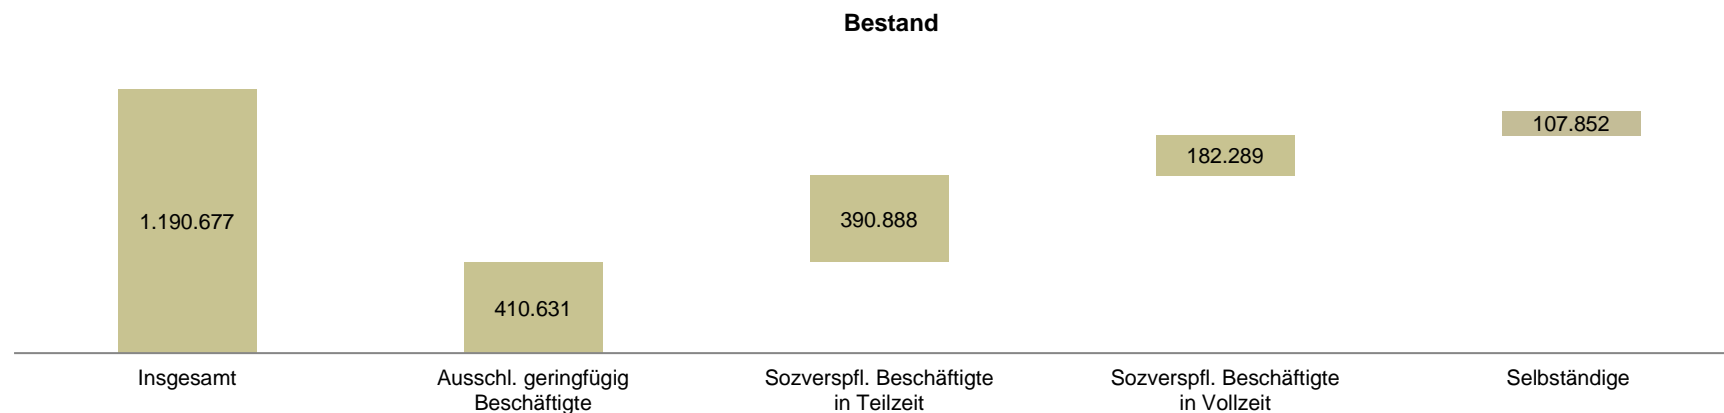 Bestand
1.190.677
410.631
390.888
182.289
107.852
Insgesamt
Ausschl. geringfügig
Beschäftigte
Sozverspfl. Beschäftigte
in Teilzeit
Sozverspfl. Beschäftigte
in Vollzeit
Selbständige